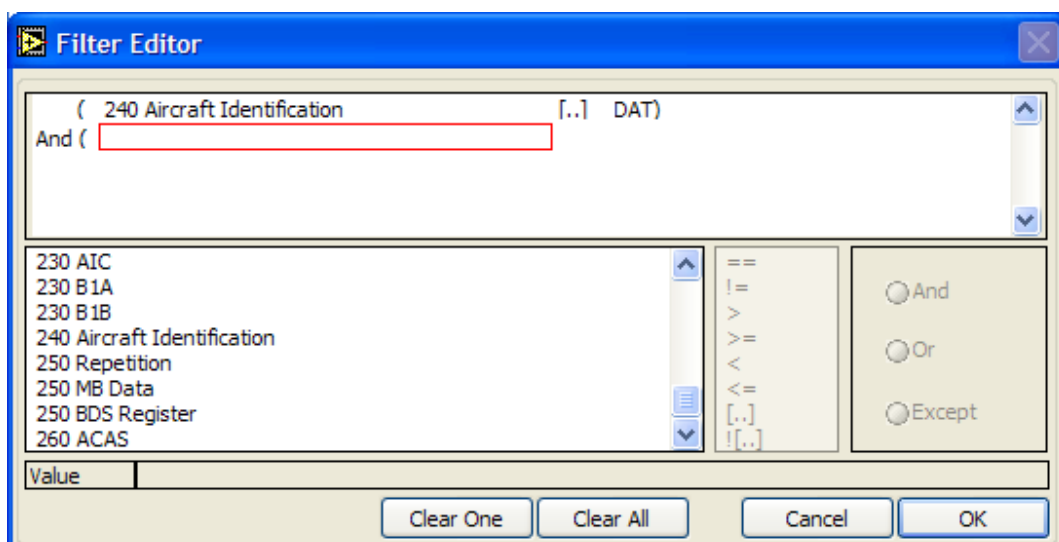 Filter Editor
( 240 Aircraft Identification [..] DAT)
And (
230 AIC
230 B1A
230 B1B
240 Aircraft Identification
250 Repetition
250 MB Data
250 BDS Register
260 ACAS
==
!=
>
>=
<
<=
[..]
![..]
And
Or
Except
Value
Clear One Clear All Cancel OK